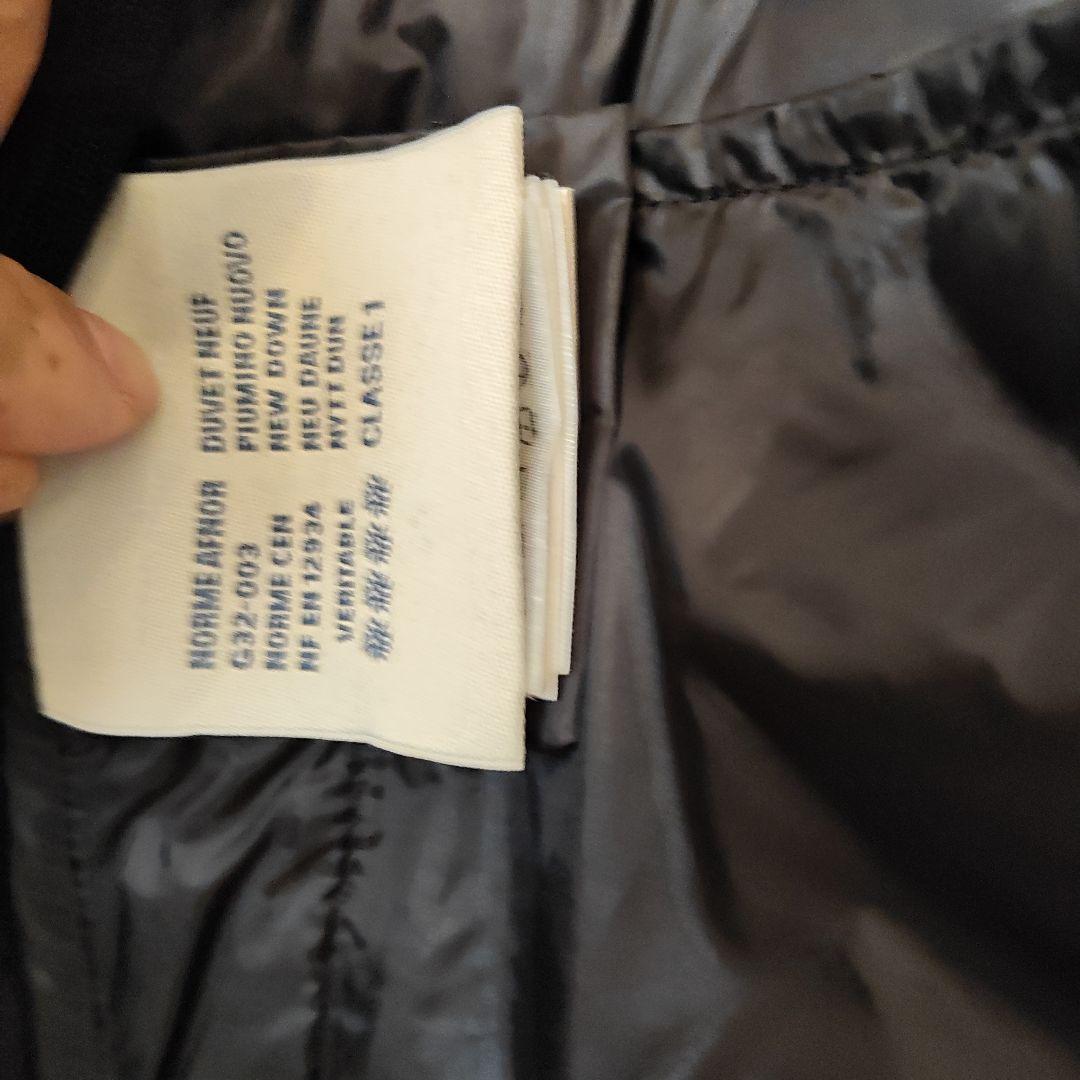 NORME AFNOR DUVET NEUF
G32-003 PIUMINO NUOVO
NORME CEN NEW DOWN
NF EN 12934 NEU DAUNE
VERITABLE NYTT DUN
CLASSE 1